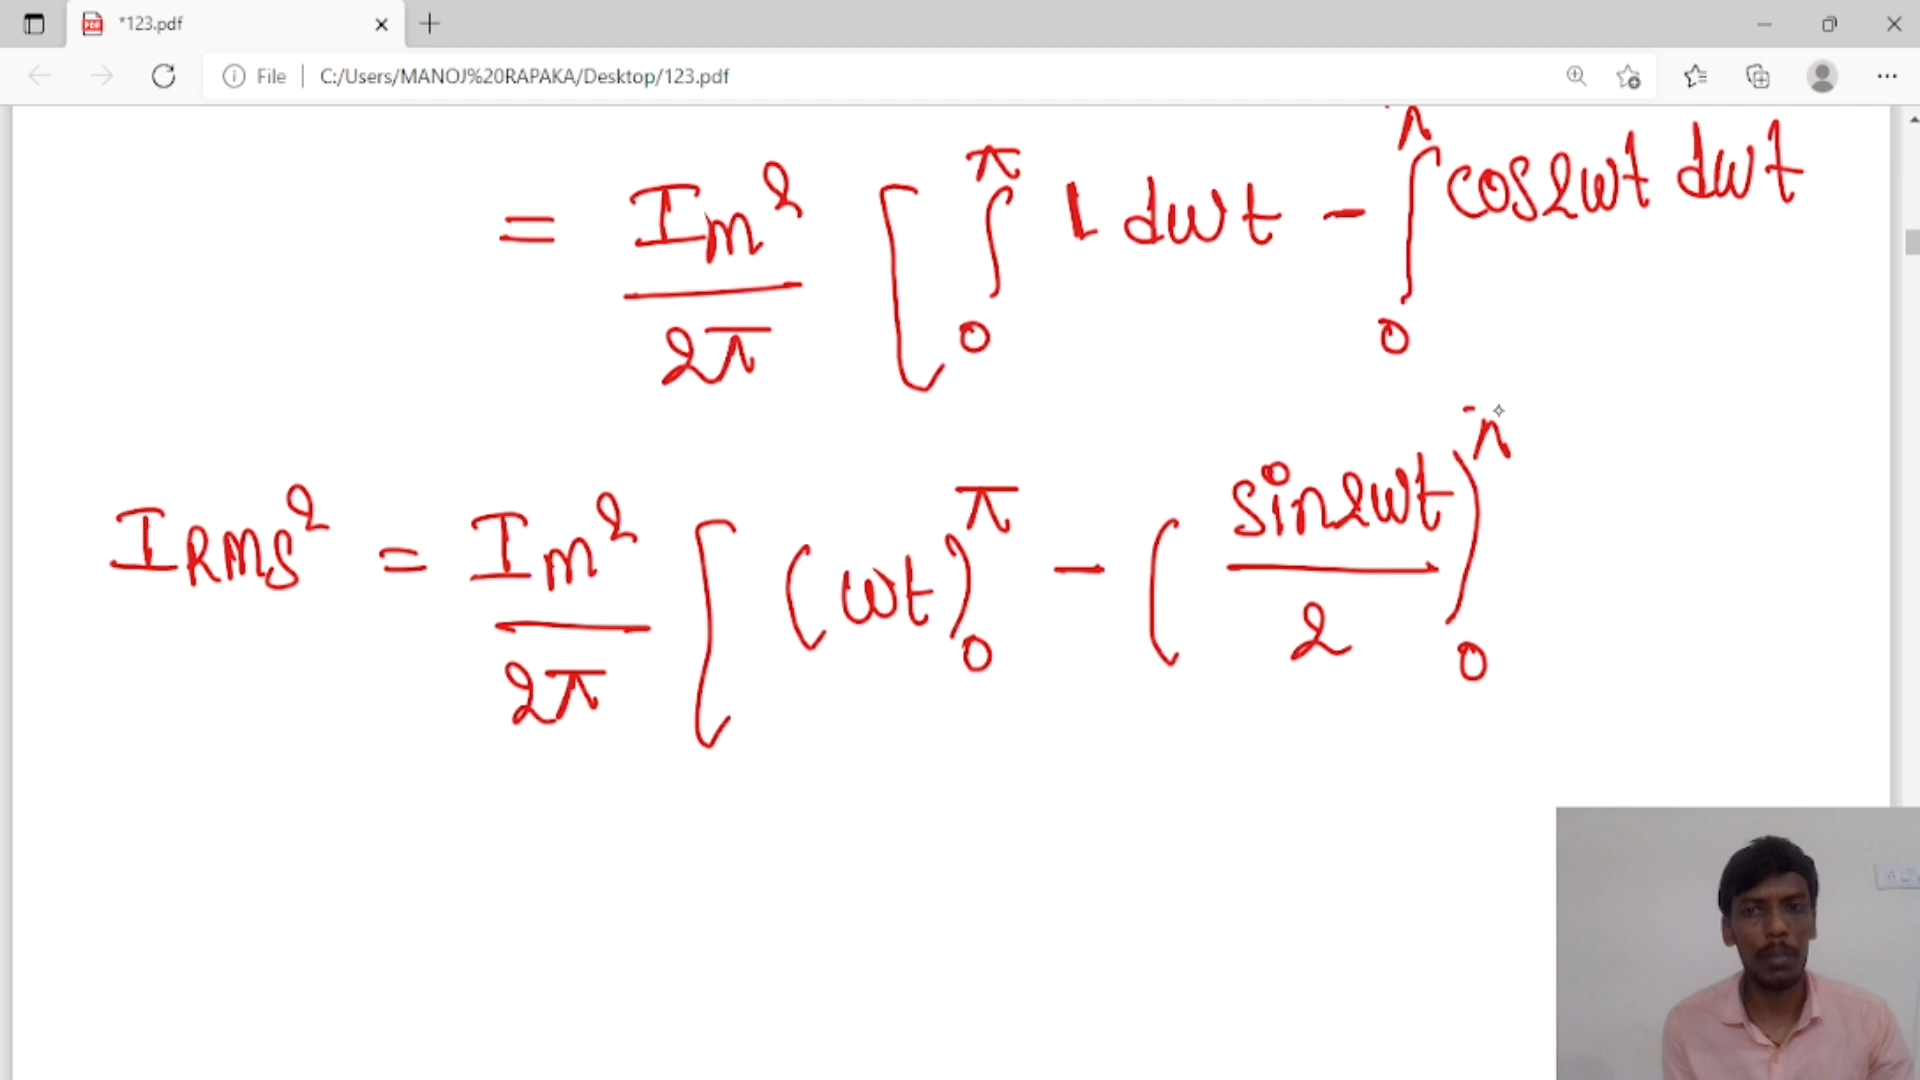 *123.pdf
File C:/Users/MANOJ%20RAPAKA/Desktop/123.pdf
= Im² / 2π [ ∫₀^π 1 dωt - ∫₀^π cos2ωt dωt
IRMS² = Im² / 2π [ (ωt)₀^π - ( sin2ωt / 2 )₀^π